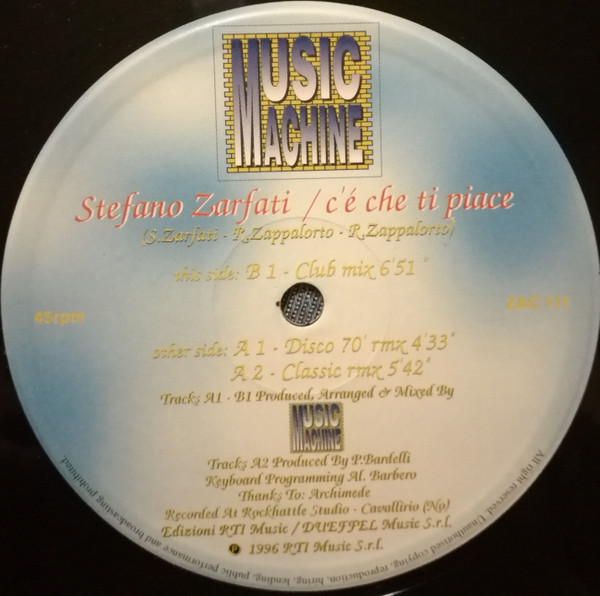 MUSIC
MACHINE
Stefano Zarfati / c'é che ti piace
(S.Zarfati - R.Zappalorto - R.Zappalorto)
this side: B 1 - Club mix 6'51"
45rpm
ZAC 111
other side: A 1 - Disco 70' rmx 4'33"
A 2 - Classic rmx 5'42"
Tracks A1 - B1 Produced, Arranged & Mixed By
MUSIC
MACHINE
Tracks A2 Produced By P.Bardelli
Keyboard Programming Al. Barbero
Thanks To: Archimede
Recorded At Rockhattle Studio - Cavallirio (No)
Edizioni RTI Music / DUEFFEL Music S.r.l.
P 1996 RTI Music S.r.l.
All right reserved. Unauthorised copying, reproduction, hiring, lending, public performance and broadcasting prohibited.